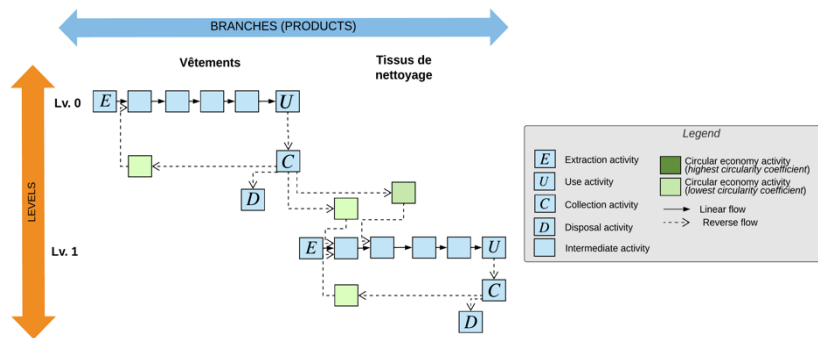 BRANCHES (PRODUCTS)
Vêtements
Tissus de
nettoyage
LEVELS
Lv. 0
E
U
C
D
Lv. 1
E
U
C
D
Legend
E Extraction activity
U Use activity
C Collection activity
D Disposal activity
Intermediate activity
Circular economy activity
(highest circularity coefficient)
Circular economy activity
(lowest circularity coefficient)
Linear flow
Reverse flow